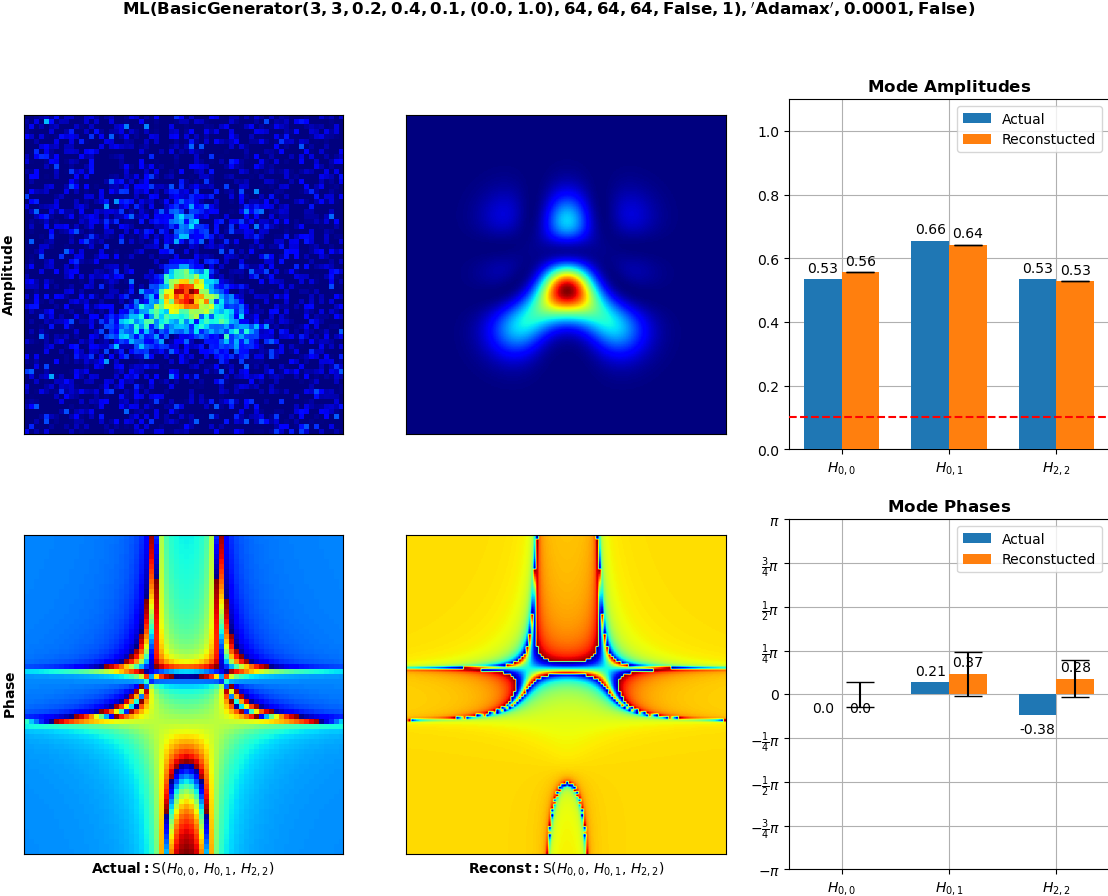 ML(BasicGenerator(3, 3, 0.2, 0.4, 0.1, (0.0, 1.0), 64, 64, 64, False, 1), ′Adamax′, 0.0001, False)
Mode Amplitudes
Actual
Reconstucted
1.0
0.8
0.6
0.4
0.2
0.0
0.53
0.56
0.66
0.64
0.53
0.53
H0,0
H0,1
H2,2
Amplitude
Mode Phases
Actual
Reconstucted
π
3/4π
1/2π
1/4π
0
−1/4π
−1/2π
−3/4π
−π
0.0
0.0
0.21
0.37
-0.38
0.28
H0,0
H0,1
H2,2
Phase
Actual: S(H0,0, H0,1, H2,2)
Reconst: S(H0,0, H0,1, H2,2)